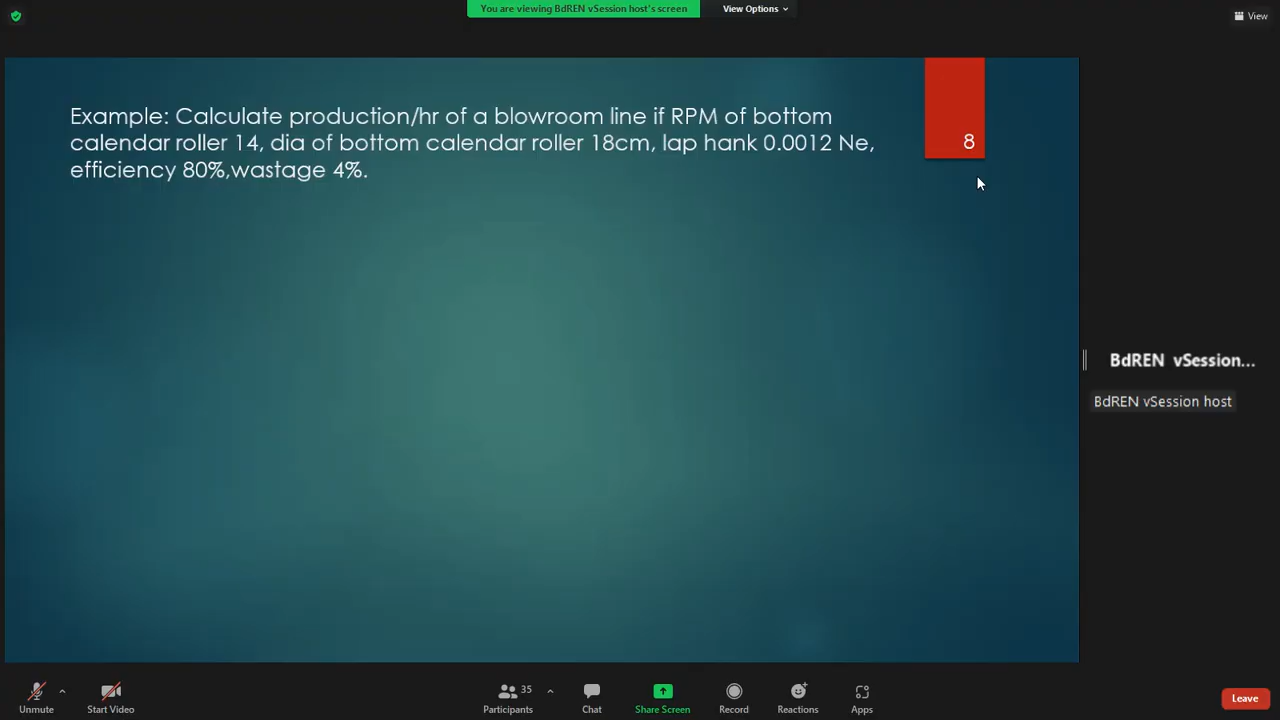 You are viewing BdREN vSession host's screen
View Options
View
Example: Calculate production/hr of a blowroom line if RPM of bottom
calendar roller 14, dia of bottom calendar roller 18cm, lap hank 0.0012 Ne,
efficiency 80%,wastage 4%.
8
BdREN vSession...
BdREN vSession host
Unmute
Start Video
35
Participants
Chat
Share Screen
Record
Reactions
Apps
Leave